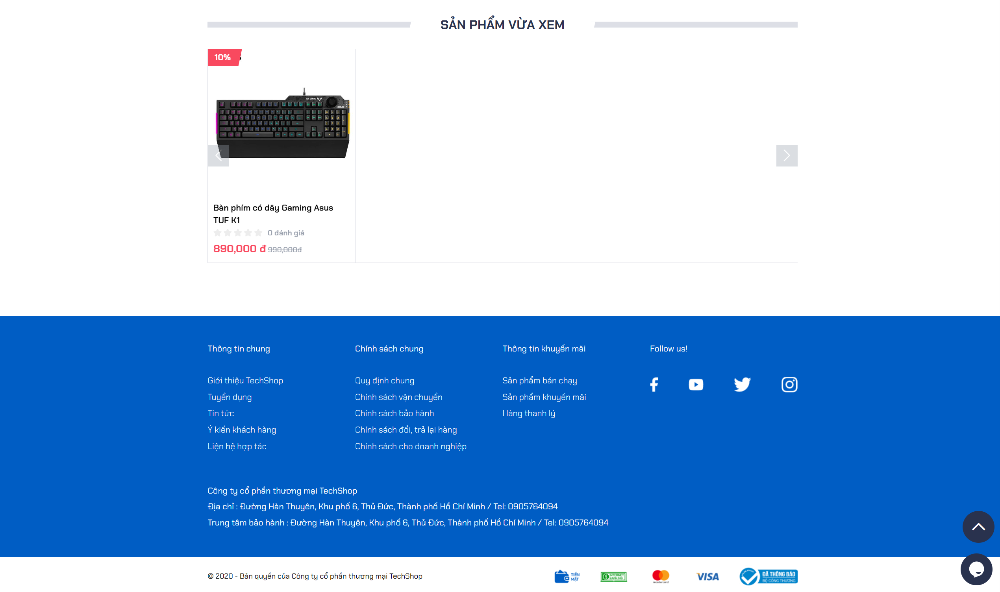 SẢN PHẨM VỪA XEM
10%
TUF GAMING
ASUS
Bàn phím có dây Gaming Asus
TUF K1
0 đánh giá
890,000 đ 990,000đ
Thông tin chung
Giới thiệu TechShop
Tuyển dụng
Tin tức
Ý kiến khách hàng
Liện hệ hợp tác
Chính sách chung
Quy định chung
Chính sách vận chuyển
Chính sách bảo hành
Chính sách đổi, trả lại hàng
Chính sách cho doanh nghiệp
Thông tin khuyến mãi
Sản phẩm bán chạy
Sản phẩm khuyến mãi
Hàng thanh lý
Follow us!
Công ty cổ phần thương mại TechShop
Địa chỉ : Đường Hàn Thuyên, Khu phố 6, Thủ Đức, Thành phố Hồ Chí Minh / Tel: 0905764094
Trung tâm bảo hành : Đường Hàn Thuyên, Khu phố 6, Thủ Đức, Thành phố Hồ Chí Minh / Tel: 0905764094
© 2020 - Bản quyền của Công ty cổ phần thương mại TechShop
TIỀN
MẶT
INTERNET
BANKING
mastercard
VISA
ĐÃ THÔNG BÁO
BỘ CÔNG THƯƠNG